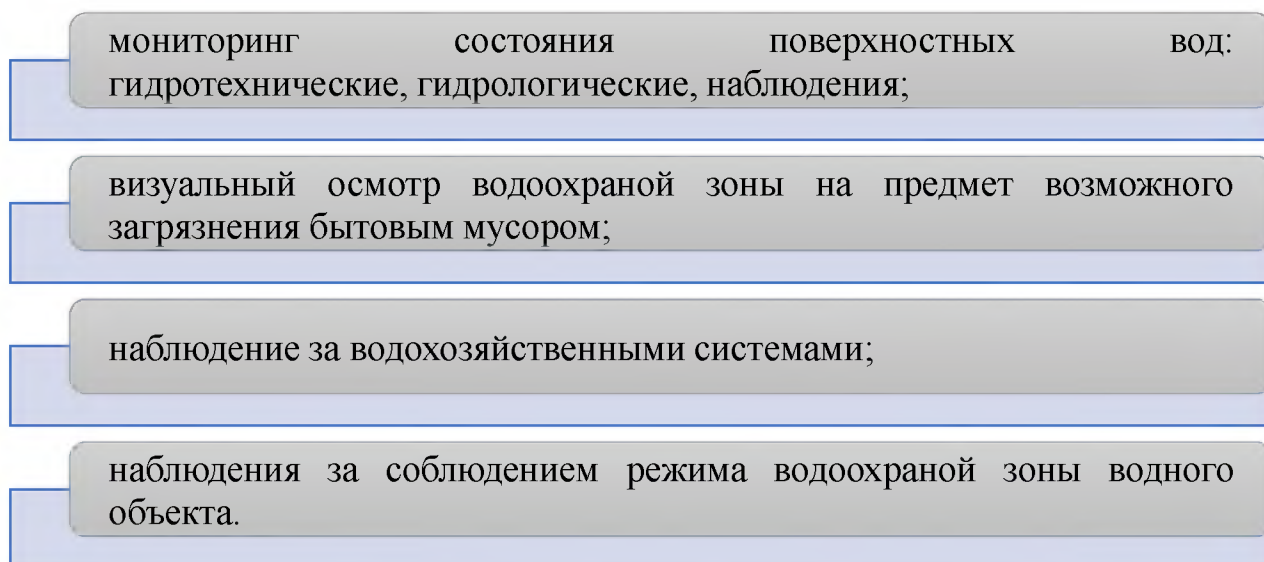 мониторинг состояния поверхностных вод:
гидротехнические, гидрологические, наблюдения;
визуальный осмотр водоохраной зоны на предмет возможного
загрязнения бытовым мусором;
наблюдение за водохозяйственными системами;
наблюдения за соблюдением режима водоохраной зоны водного
объекта.